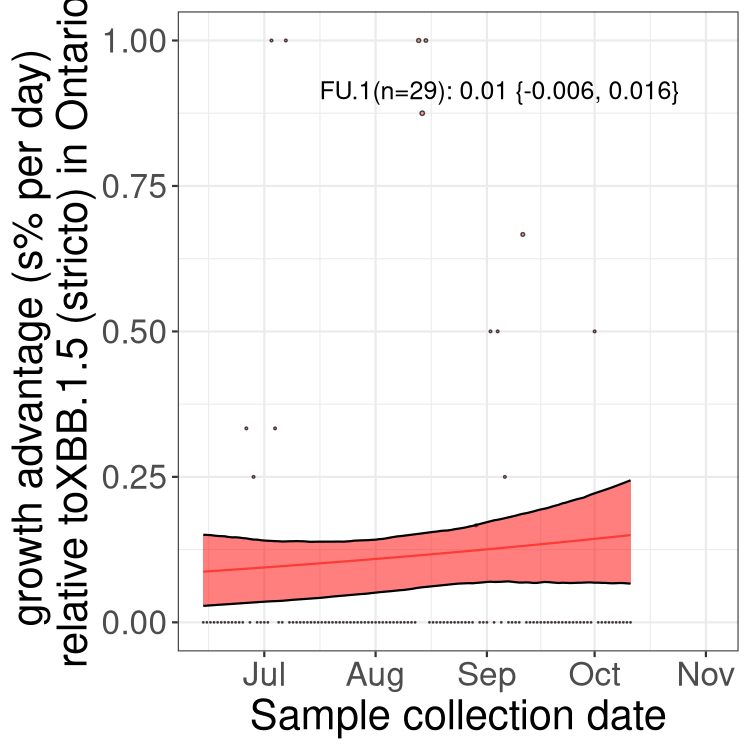 growth advantage (s% per day)
relative toXBB.1.5 (stricto) in Ontario
1.00
FU.1(n=29): 0.01 {-0.006, 0.016}
0.75
0.50
0.25
0.00
Jul Aug Sep Oct Nov
Sample collection date